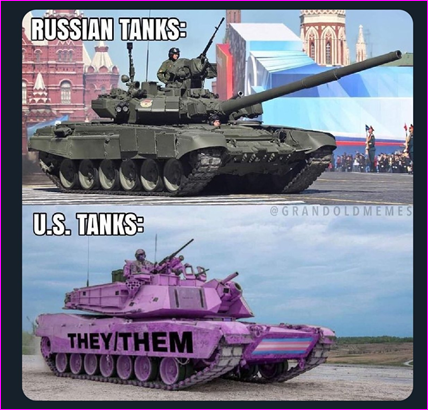 RUSSIAN TANKS:
@GRANDOLDMEMES
U.S. TANKS:
THEY/THEM